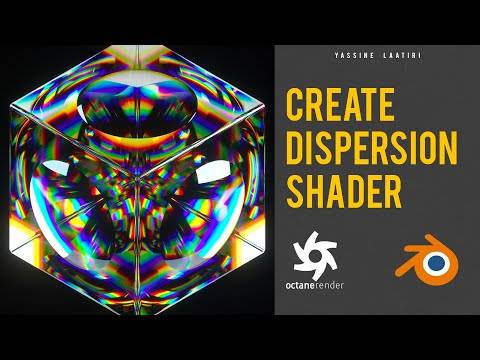 YASSINE LAATIRI
CREATE
DISPERSION
SHADER
octanerender